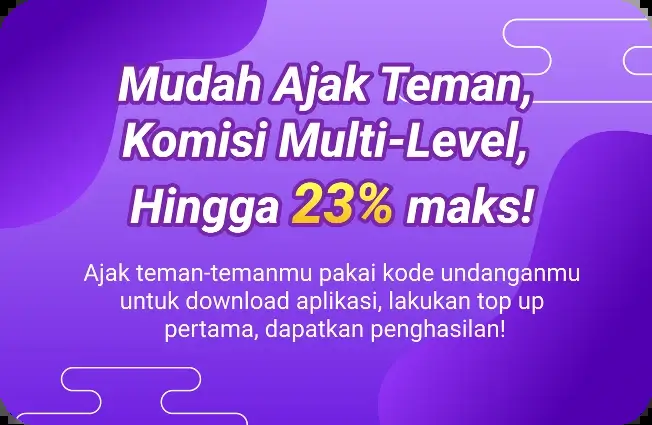 Mudah Ajak Teman,
Komisi Multi-Level,
Hingga 23% maks!
Ajak teman-temanmu pakai kode undanganmu
untuk download aplikasi, lakukan top up
pertama, dapatkan penghasilan!